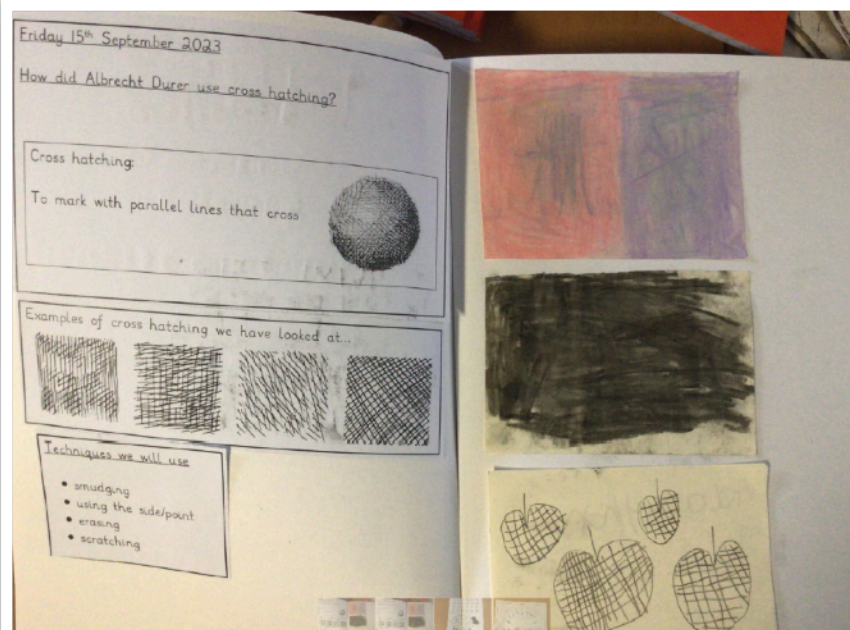 Friday 15th September 2023
How did Albrecht Durer use cross hatching?
Cross hatching:
To mark with parallel lines that cross
Examples of cross hatching we have looked at...
Techniques we will use
• smudging
• using the side/point
• erasing
• scratching